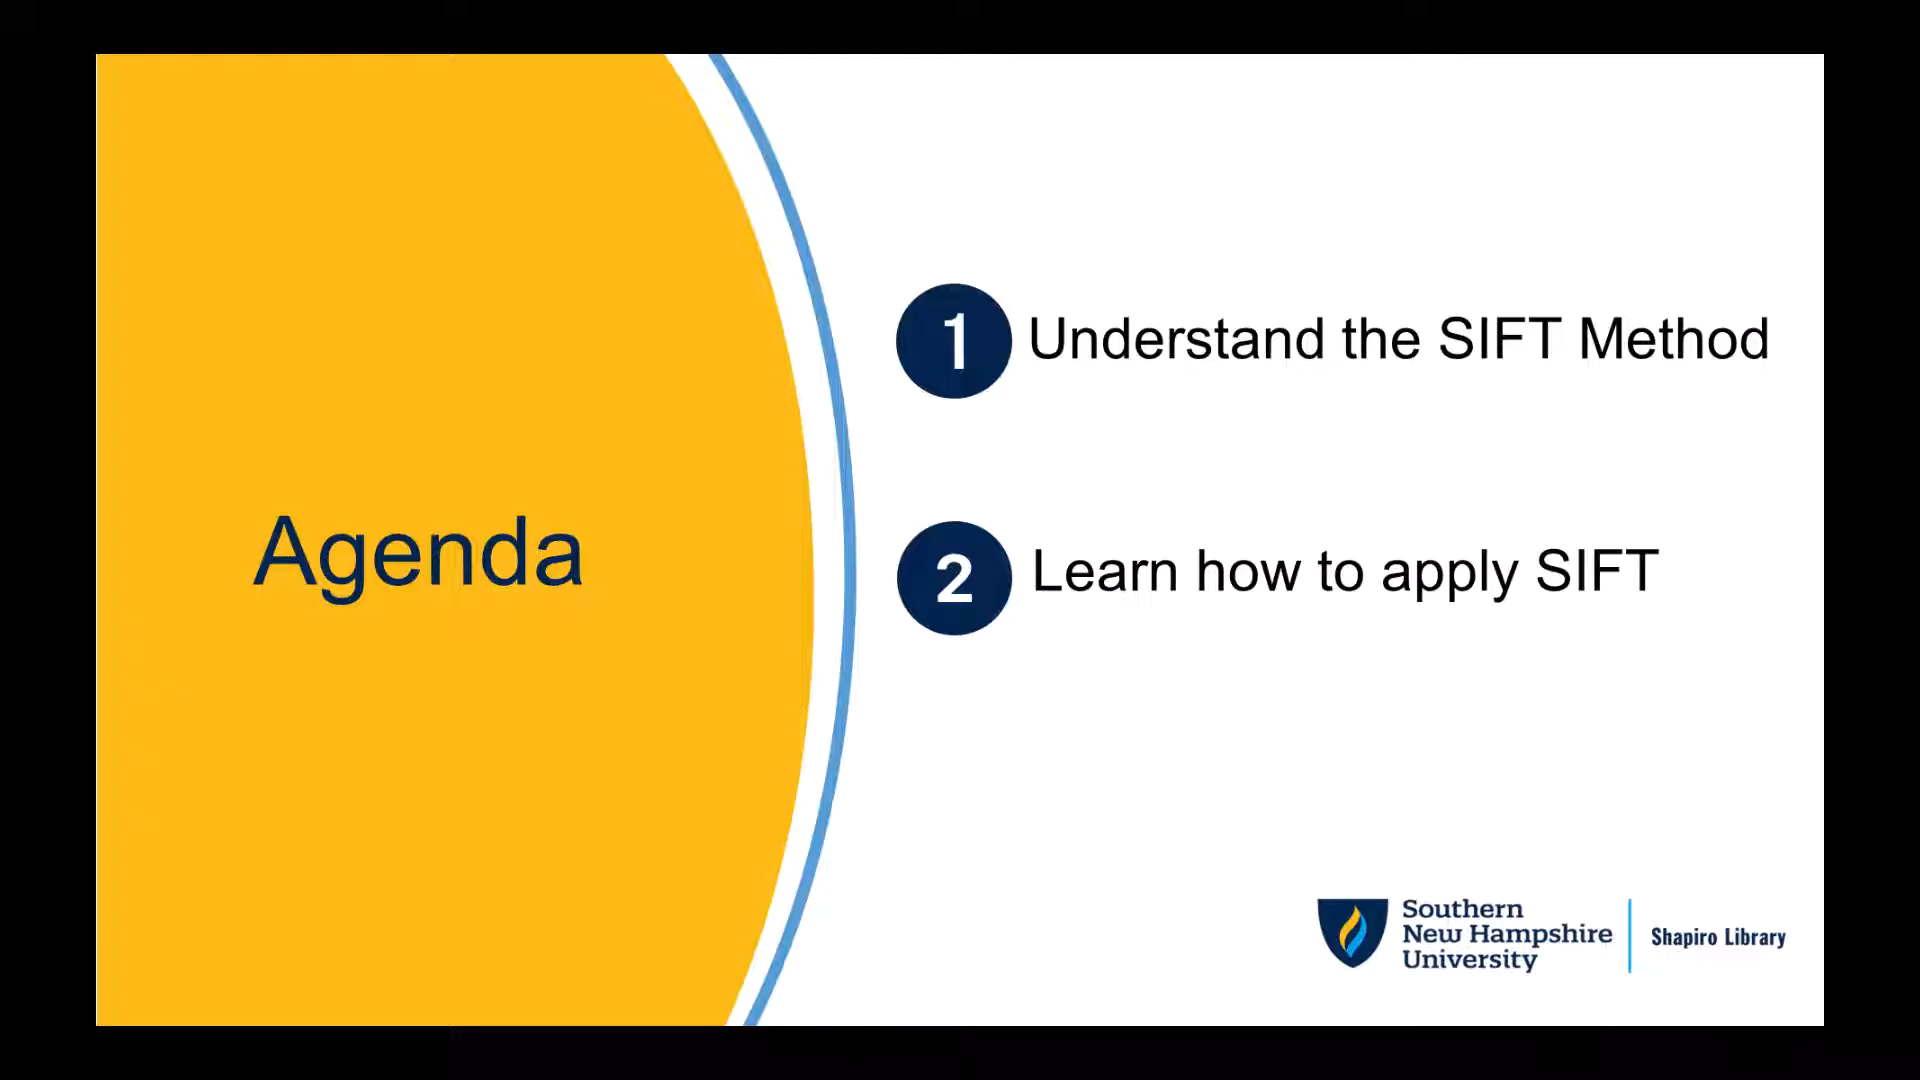 Agenda
1 Understand the SIFT Method
2 Learn how to apply SIFT
Southern
New Hampshire
University
Shapiro Library